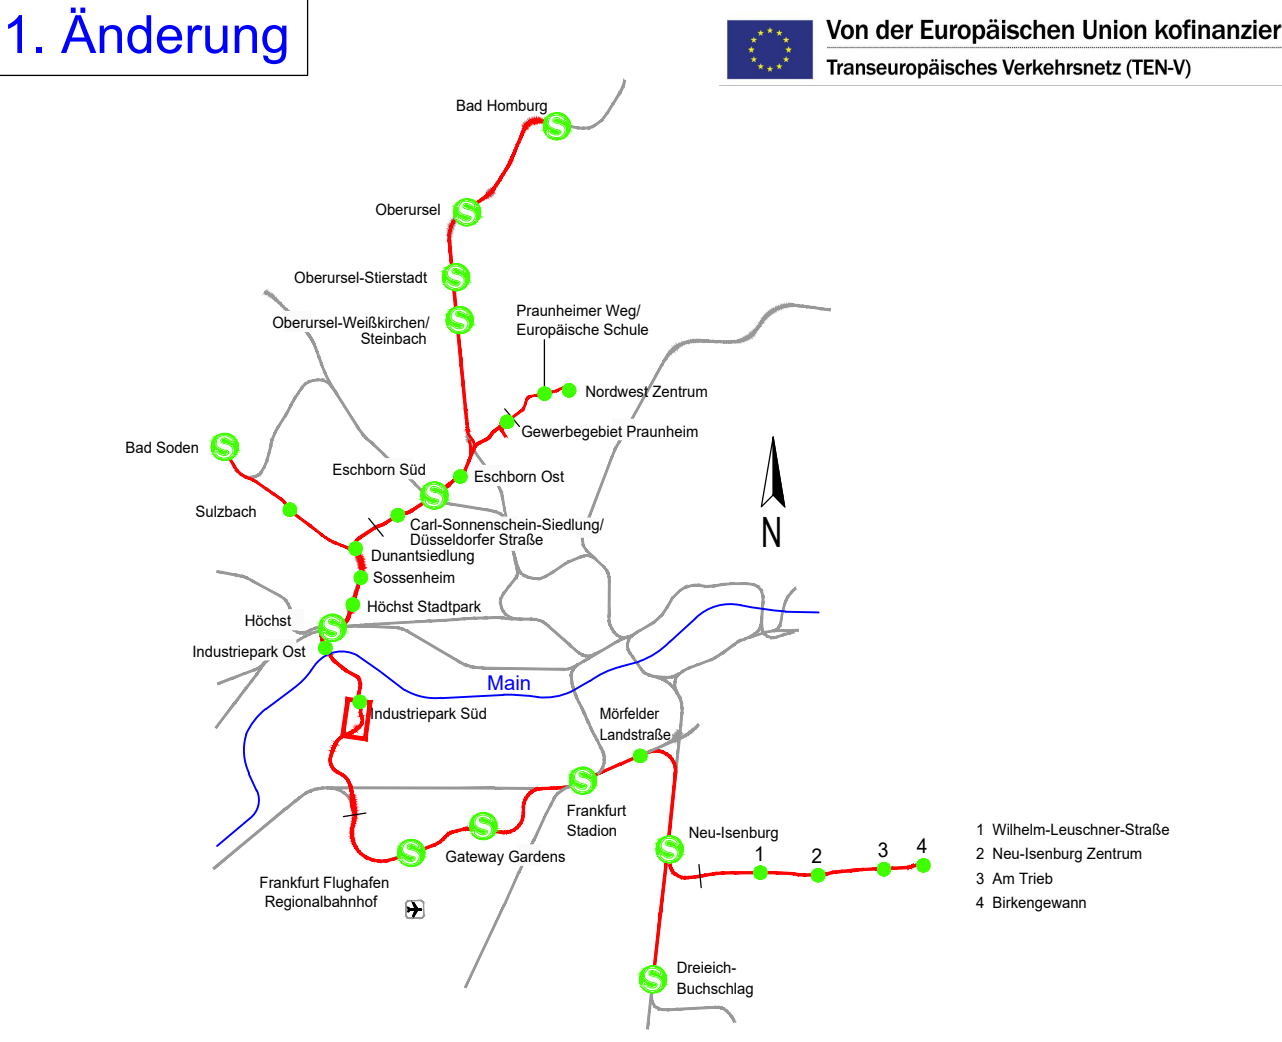 1. Änderung
Von der Europäischen Union kofinanzier
Transeuropäisches Verkehrsnetz (TEN-V)
Bad Homburg
Oberursel
Oberursel-Stierstadt
Oberursel-Weißkirchen/
Steinbach
Praunheimer Weg/
Europäische Schule
Nordwest Zentrum
Gewerbegebiet Praunheim
Bad Soden
Eschborn Süd
Eschborn Ost
Sulzbach
Carl-Sonnenschein-Siedlung/
Düsseldorfer Straße
Dunantsiedlung
Sossenheim
Höchst Stadtpark
Höchst
Industriepark Ost
N
Main
Industriepark Süd
Mörfelder
Landstraße
Frankfurt
Stadion
Gateway Gardens
Frankfurt Flughafen
Regionalbahnhof
Neu-Isenburg
1
2
3
4
1 Wilhelm-Leuschner-Straße
2 Neu-Isenburg Zentrum
3 Am Trieb
4 Birkengewann
Dreieich-
Buchschlag